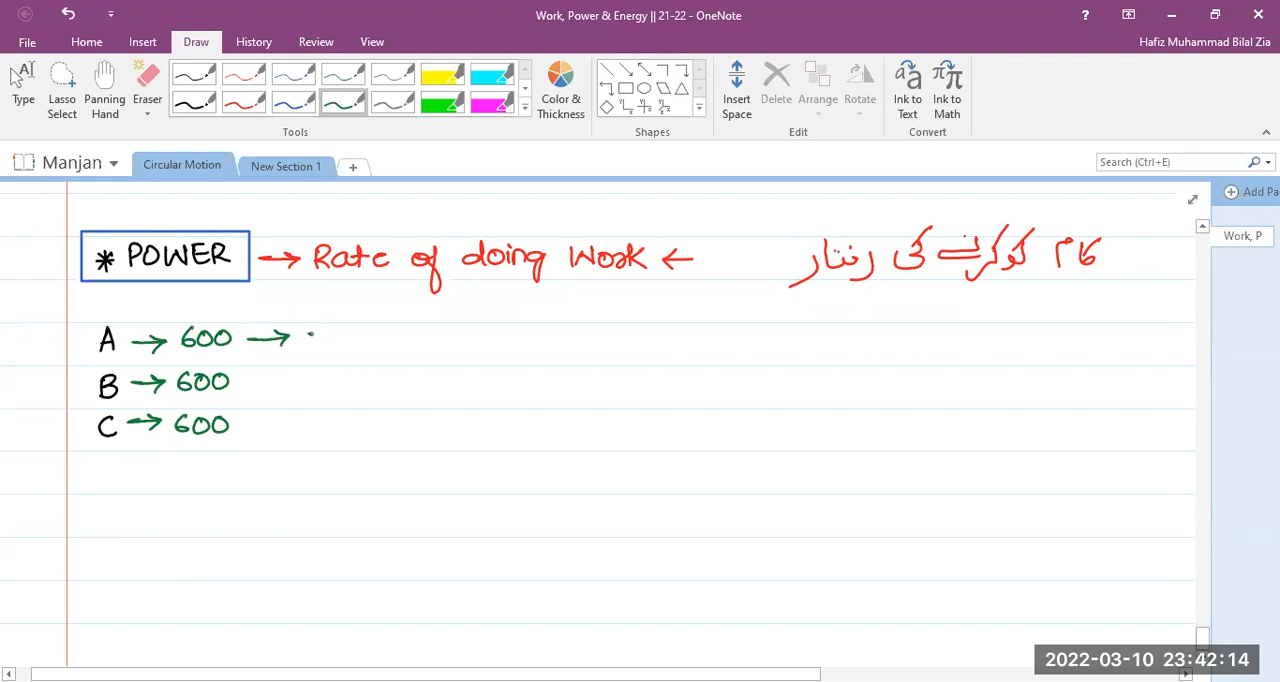 Work, Power & Energy || 21-22 - OneNote
File Home Insert Draw History Review View Hafiz Muhammad Bilal Zia
Type Lasso Select Panning Hand Eraser Color & Thickness Insert Space Delete Arrange Rotate Ink to Text Ink to Math
Tools Shapes Edit Convert
Manjan Circular Motion New Section 1 Search (Ctrl+E)
Add Pa
Work, P
* POWER → Rate of doing Work ← کام کو کرنے کی رفتار
A → 600 →
B → 600
C → 600
2022-03-10 23:42:14